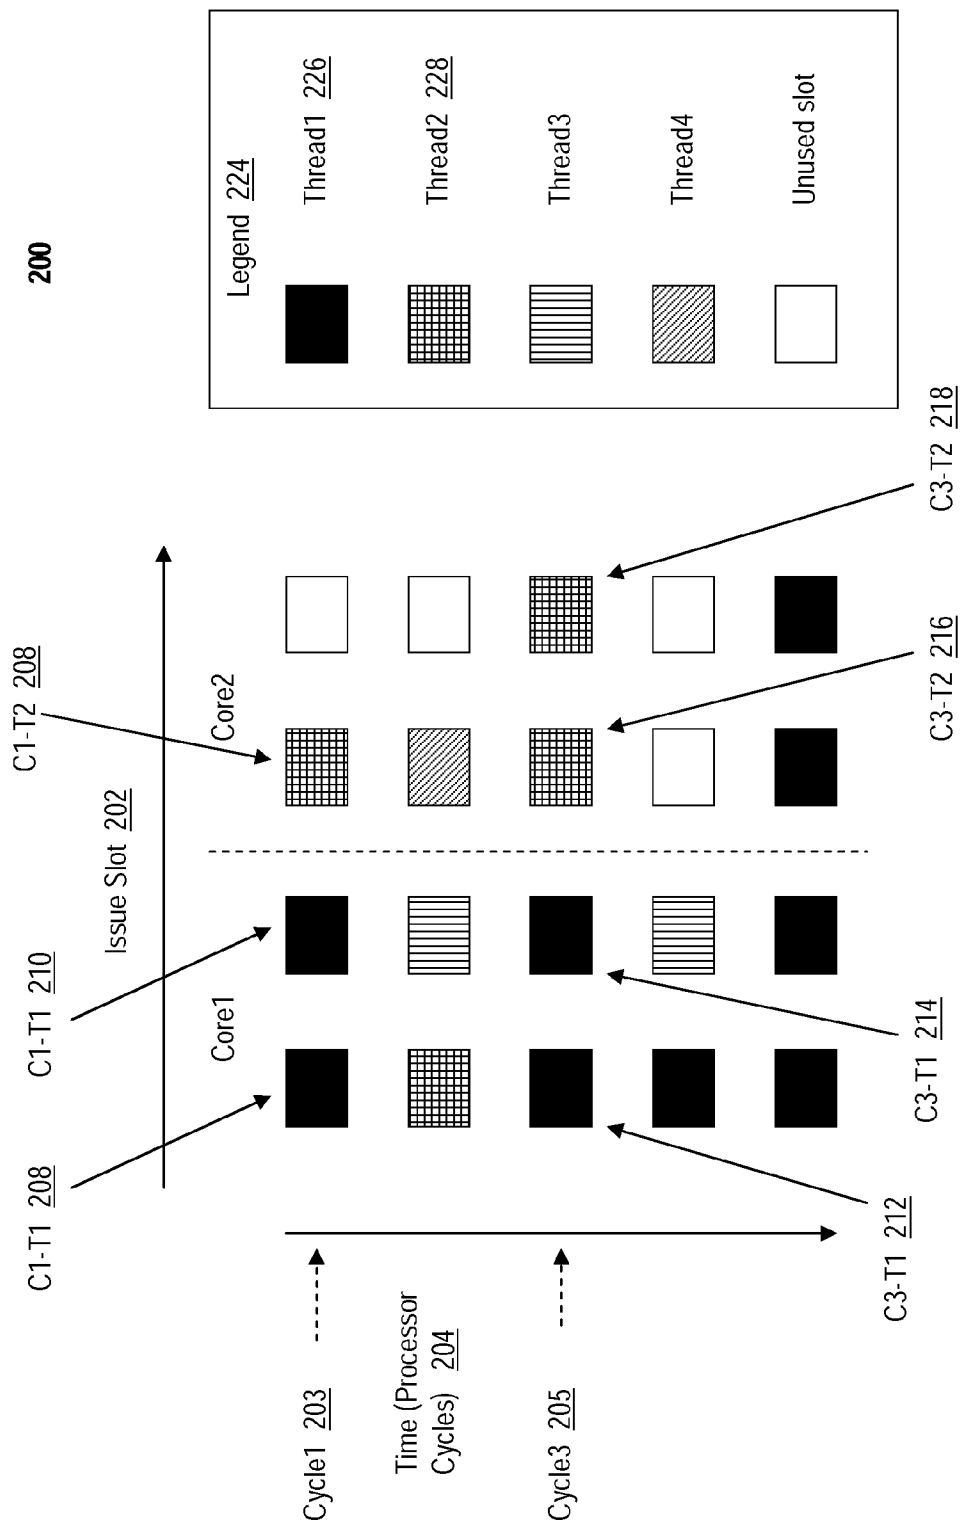 200
C1-T1 208
C1-T1 210
C1-T2 208
Issue Slot 202
Core1
Core2
Cycle1 203
Time (Processor
Cycles) 204
Cycle3 205
C3-T1 212
C3-T1 214
C3-T2 216
C3-T2 218
Legend 224
Thread1 226
Thread2 228
Thread3
Thread4
Unused slot